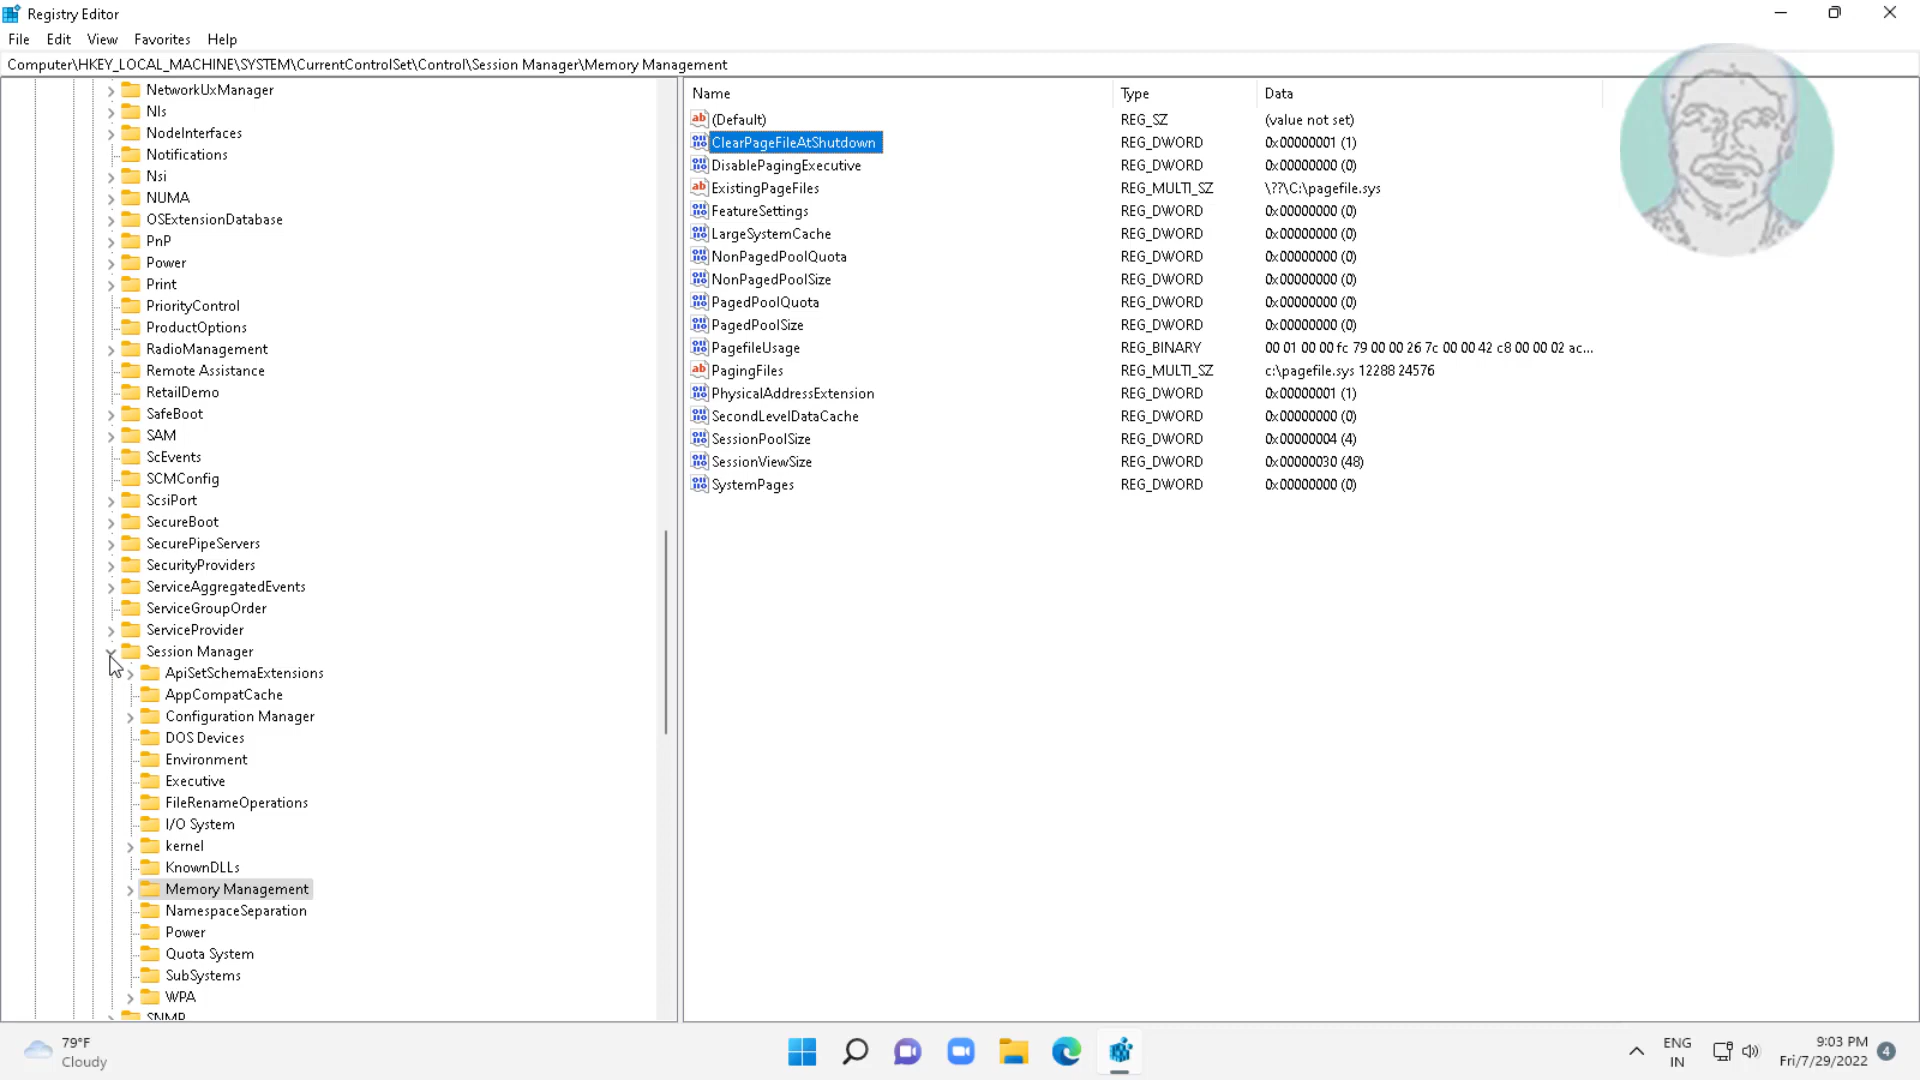 Registry Editor
File Edit View Favorites Help
Computer\HKEY_LOCAL_MACHINE\SYSTEM\CurrentControlSet\Control\Session Manager\Memory Management
NetworkUxManager
Nls
NodeInterfaces
Notifications
Nsi
NUMA
OSExtensionDatabase
PnP
Power
Print
PriorityControl
ProductOptions
RadioManagement
Remote Assistance
RetailDemo
SafeBoot
SAM
ScEvents
SCMConfig
ScsiPort
SecureBoot
SecurePipeServers
SecurityProviders
ServiceAggregatedEvents
ServiceGroupOrder
ServiceProvider
Session Manager
ApiSetSchemaExtensions
AppCompatCache
Configuration Manager
DOS Devices
Environment
Executive
FileRenameOperations
I/O System
kernel
KnownDLLs
Memory Management
NamespaceSeparation
Power
Quota System
SubSystems
WPA
SNMP
Name Type Data
(Default) REG_SZ (value not set)
ClearPageFileAtShutdown REG_DWORD 0x00000001 (1)
DisablePagingExecutive REG_DWORD 0x00000000 (0)
ExistingPageFiles REG_MULTI_SZ \??\C:\pagefile.sys
FeatureSettings REG_DWORD 0x00000000 (0)
LargeSystemCache REG_DWORD 0x00000000 (0)
NonPagedPoolQuota REG_DWORD 0x00000000 (0)
NonPagedPoolSize REG_DWORD 0x00000000 (0)
PagedPoolQuota REG_DWORD 0x00000000 (0)
PagedPoolSize REG_DWORD 0x00000000 (0)
PagefileUsage REG_BINARY 00 01 00 00 fc 79 00 00 26 7c 00 00 42 c8 00 00 02 ac...
PagingFiles REG_MULTI_SZ c:\pagefile.sys 12288 24576
PhysicalAddressExtension REG_DWORD 0x00000001 (1)
SecondLevelDataCache REG_DWORD 0x00000000 (0)
SessionPoolSize REG_DWORD 0x00000004 (4)
SessionViewSize REG_DWORD 0x00000030 (48)
SystemPages REG_DWORD 0x00000000 (0)
79°F
Cloudy
ENG
IN
9:03 PM
Fri/7/29/2022
4